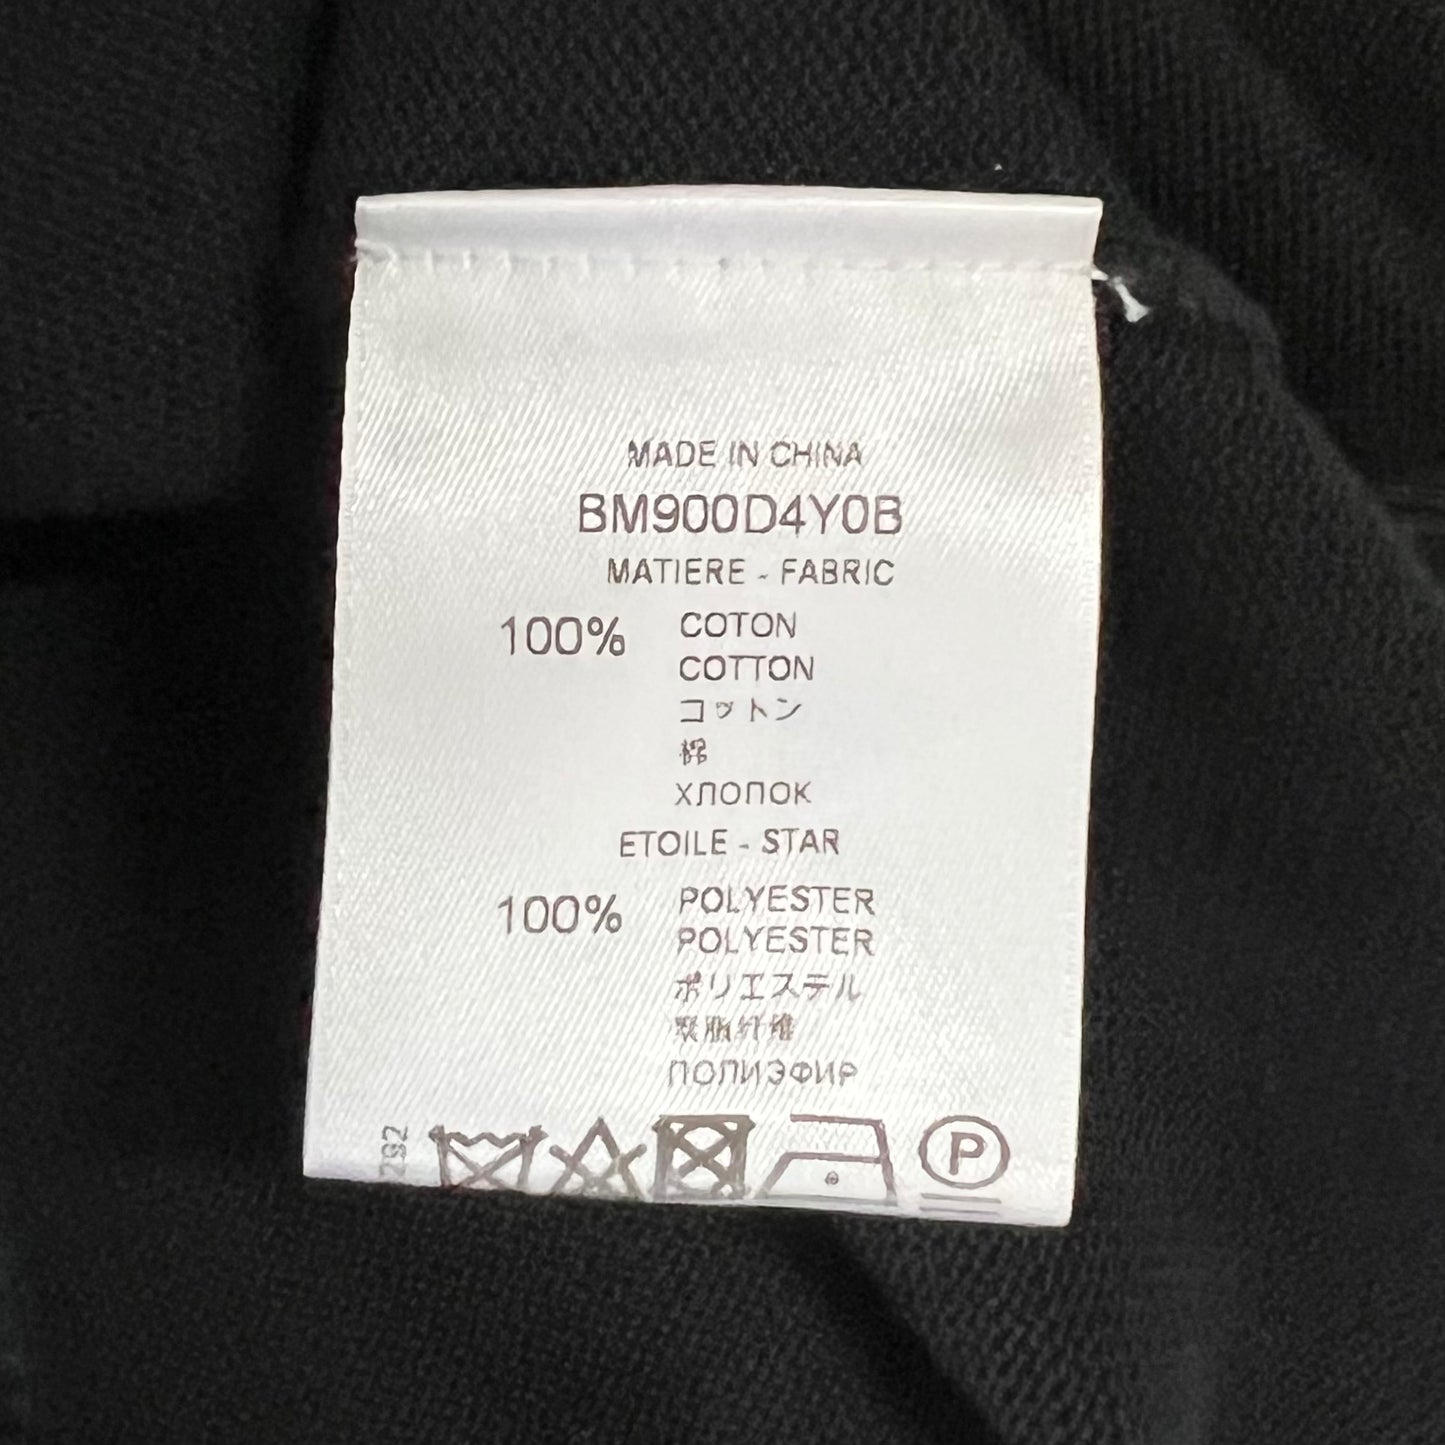 MADE IN CHINA
BM900D4Y0B
MATIERE - FABRIC
100% COTON
COTTON
コットン
棉
ХЛОПОК
ETOILE - STAR
100% POLYESTER
POLYESTER
ポリエステル
聚脂纤维
ПОЛИЭФИР
292
P